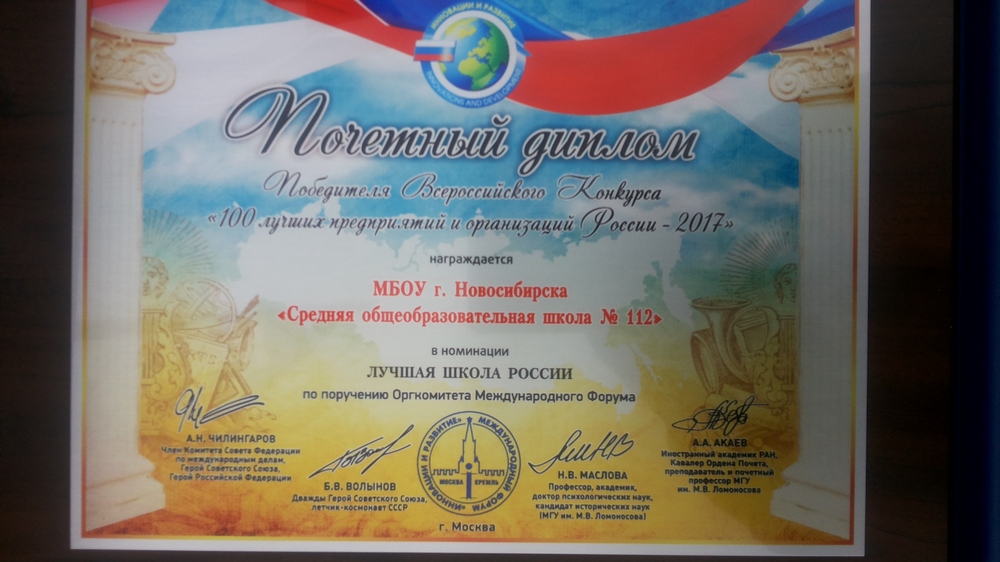 ИННОВАЦИИ И РАЗВИТИЕ
INNOVATIONS AND DEVELOPMENT
Почетный диплом
Победителя Всероссийского Конкурса
«100 лучших предприятий и организаций России - 2017»
награждается
МБОУ г. Новосибирска
«Средняя общеобразовательная школа № 112»
в номинации
ЛУЧШАЯ ШКОЛА РОССИИ
по поручению Оргкомитета Международного Форума
А.Н. ЧИЛИНГАРОВ
Член Комитета Совета Федерации
по международным делам,
Герой Советского Союза,
Герой Российской Федерации
Б.В. ВОЛЫНОВ
Дважды Герой Советского Союза,
летчик-космонавт СССР
МЕЖДУНАРОДНЫЙ ФОРУМ «ИННОВАЦИИ И РАЗВИТИЕ»
МОСКВА КРЕМЛЬ
г. Москва
Н.В. МАСЛОВА
Профессор, академик,
доктор психологических наук,
кандидат исторических наук
(МГУ им. М.В. Ломоносова)
А.А. АКАЕВ
Иностранный академик РАН,
Кавалер Ордена Почета,
преподаватель и почетный
профессор МГУ
им. М.В. Ломоносова